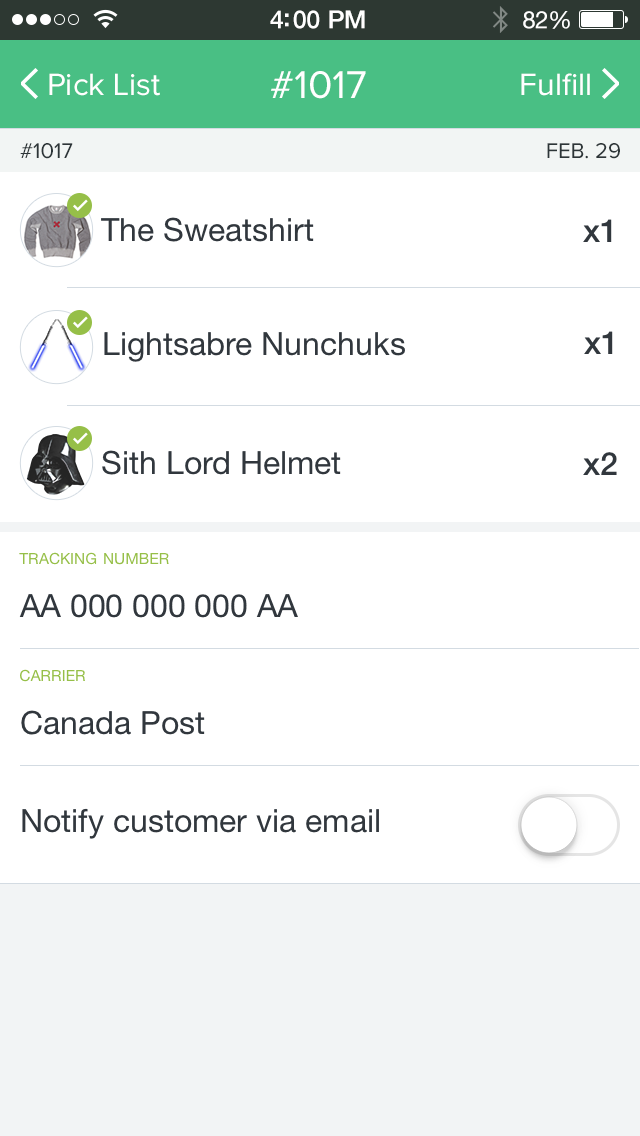 4:00 PM 82%
Pick List #1017 Fulfill
#1017 FEB. 29
The Sweatshirt x1
Lightsabre Nunchuks x1
Sith Lord Helmet x2
TRACKING NUMBER
AA 000 000 000 AA
CARRIER
Canada Post
Notify customer via email